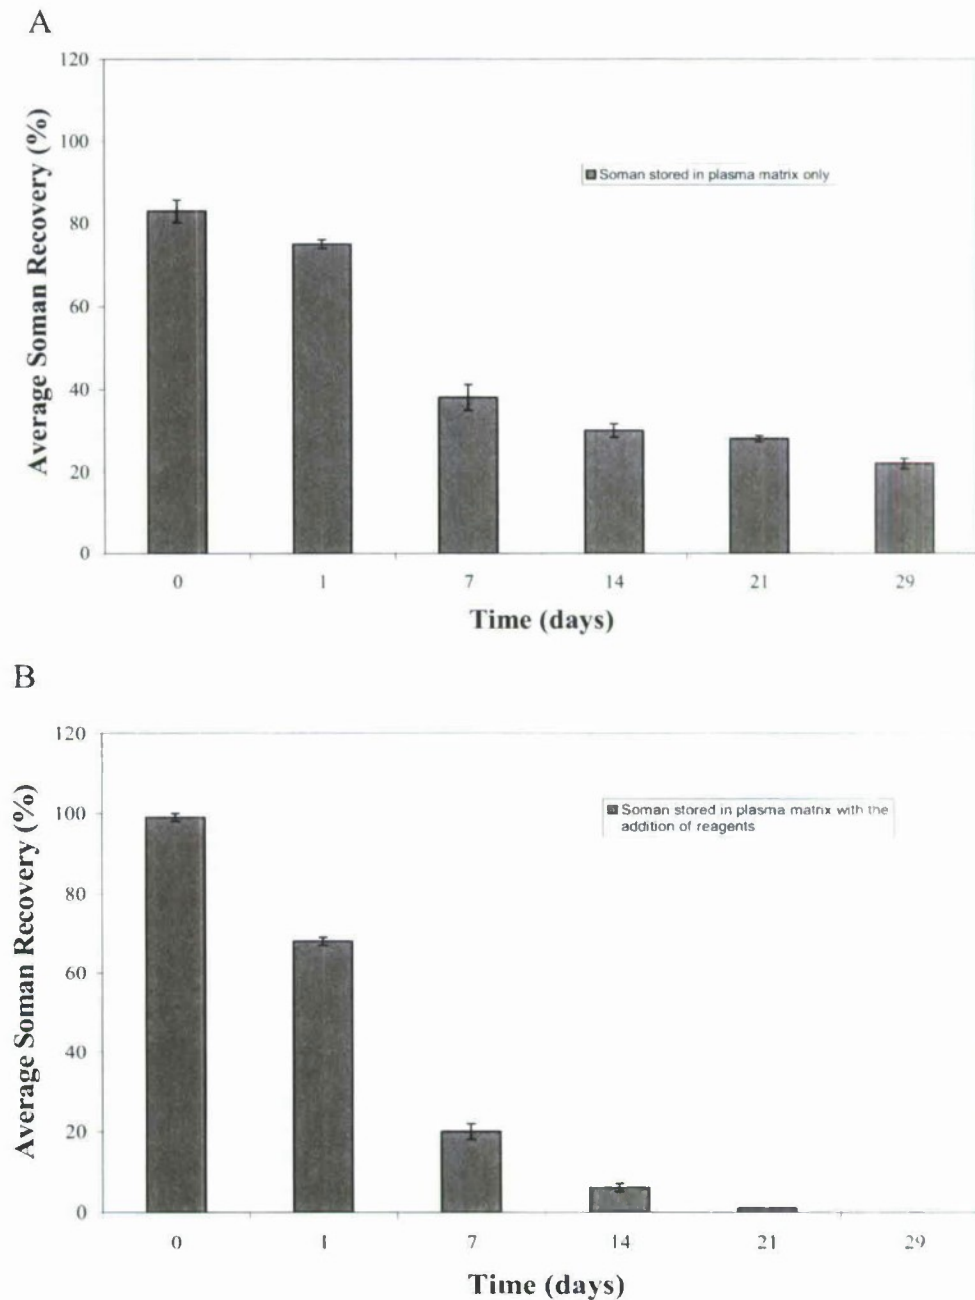 A
120
100
80
60
40
20
0
Average Soman Recovery (%)
Soman stored in plasma matrix only
0 1 7 14 21 29
Time (days)
B
120
100
80
60
40
20
0
Average Soman Recovery (%)
Soman stored in plasma matrix with the
addition of reagents
0 1 7 14 21 29
Time (days)